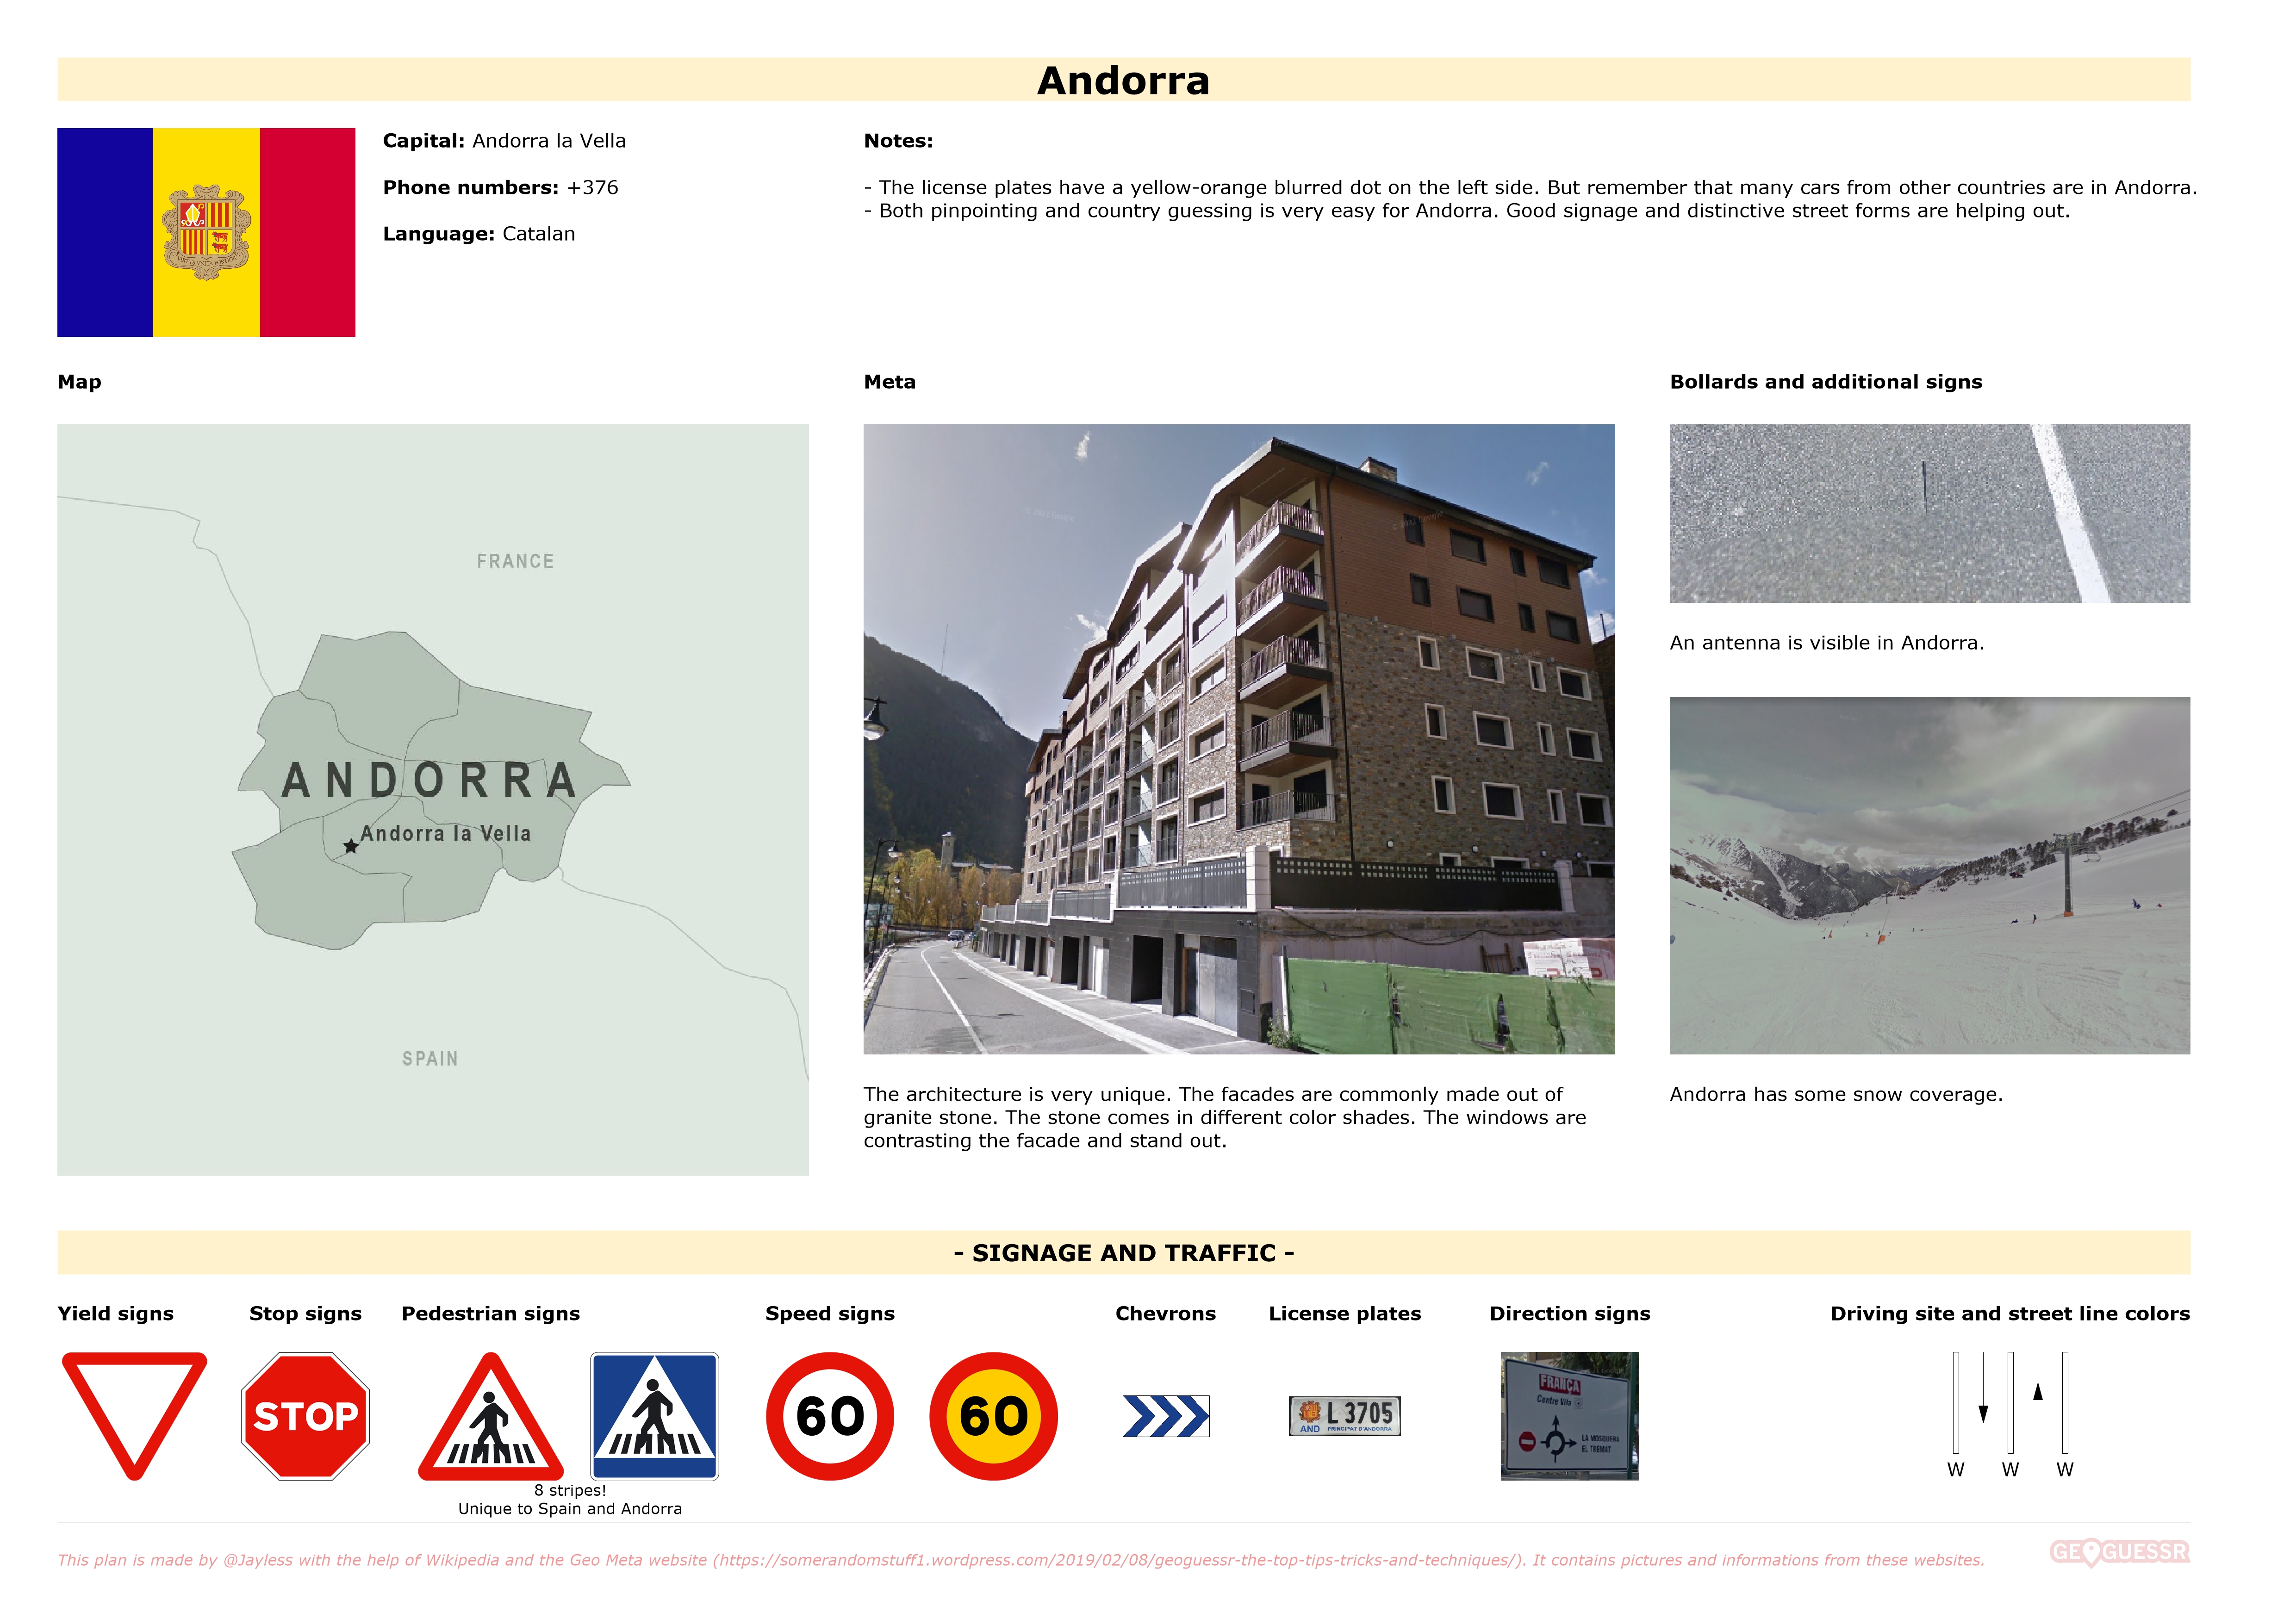 Andorra
Capital: Andorra la Vella
Phone numbers: +376
Language: Catalan
Notes:
- The license plates have a yellow-orange blurred dot on the left side. But remember that many cars from other countries are in Andorra.
- Both pinpointing and country guessing is very easy for Andorra. Good signage and distinctive street forms are helping out.
Map
FRANCE
ANDORRA
Andorra la Vella
SPAIN
Meta
The architecture is very unique. The facades are commonly made out of
granite stone. The stone comes in different color shades. The windows are
contrasting the facade and stand out.
Bollards and additional signs
An antenna is visible in Andorra.
Andorra has some snow coverage.
- SIGNAGE AND TRAFFIC -
Yield signs
Stop signs
STOP
Pedestrian signs
8 stripes!
Unique to Spain and Andorra
Speed signs
60
60
Chevrons
License plates
L 3705
AND PRINCIPAT D'ANDORRA
Direction signs
FRANÇA
Centre Vila
LA MOSQUERA
EL TREMAT
Driving site and street line colors
W W W
This plan is made by @Jayless with the help of Wikipedia and the Geo Meta website (https://somerandomstuff1.wordpress.com/2019/02/08/geoguessr-the-top-tips-tricks-and-techniques/). It contains pictures and informations from these websites.
GEOGUESSR